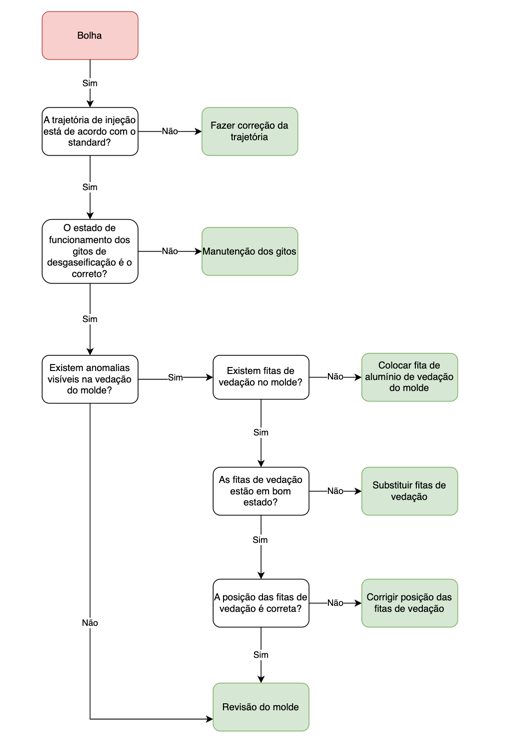 Bolha
Sim
A trajetória de injeção
está de acordo com o
standard?
Não
Fazer correção da
trajetória
Sim
O estado de
funcionamento dos
gitos de
desgaseificação é o
correto?
Não
Manutenção dos gitos
Sim
Existem anomalias
visíveis na vedação
do molde?
Sim
Existem fitas de
vedação no molde?
Não
Colocar fita de
alumínio de vedação
do molde
Sim
As fitas de vedação
estão em bom
estado?
Não
Substituir fitas de
vedação
Sim
A posição das fitas de
vedação é correta?
Não
Corrigir posição das
fitas de vedação
Não
Sim
Revisão do molde